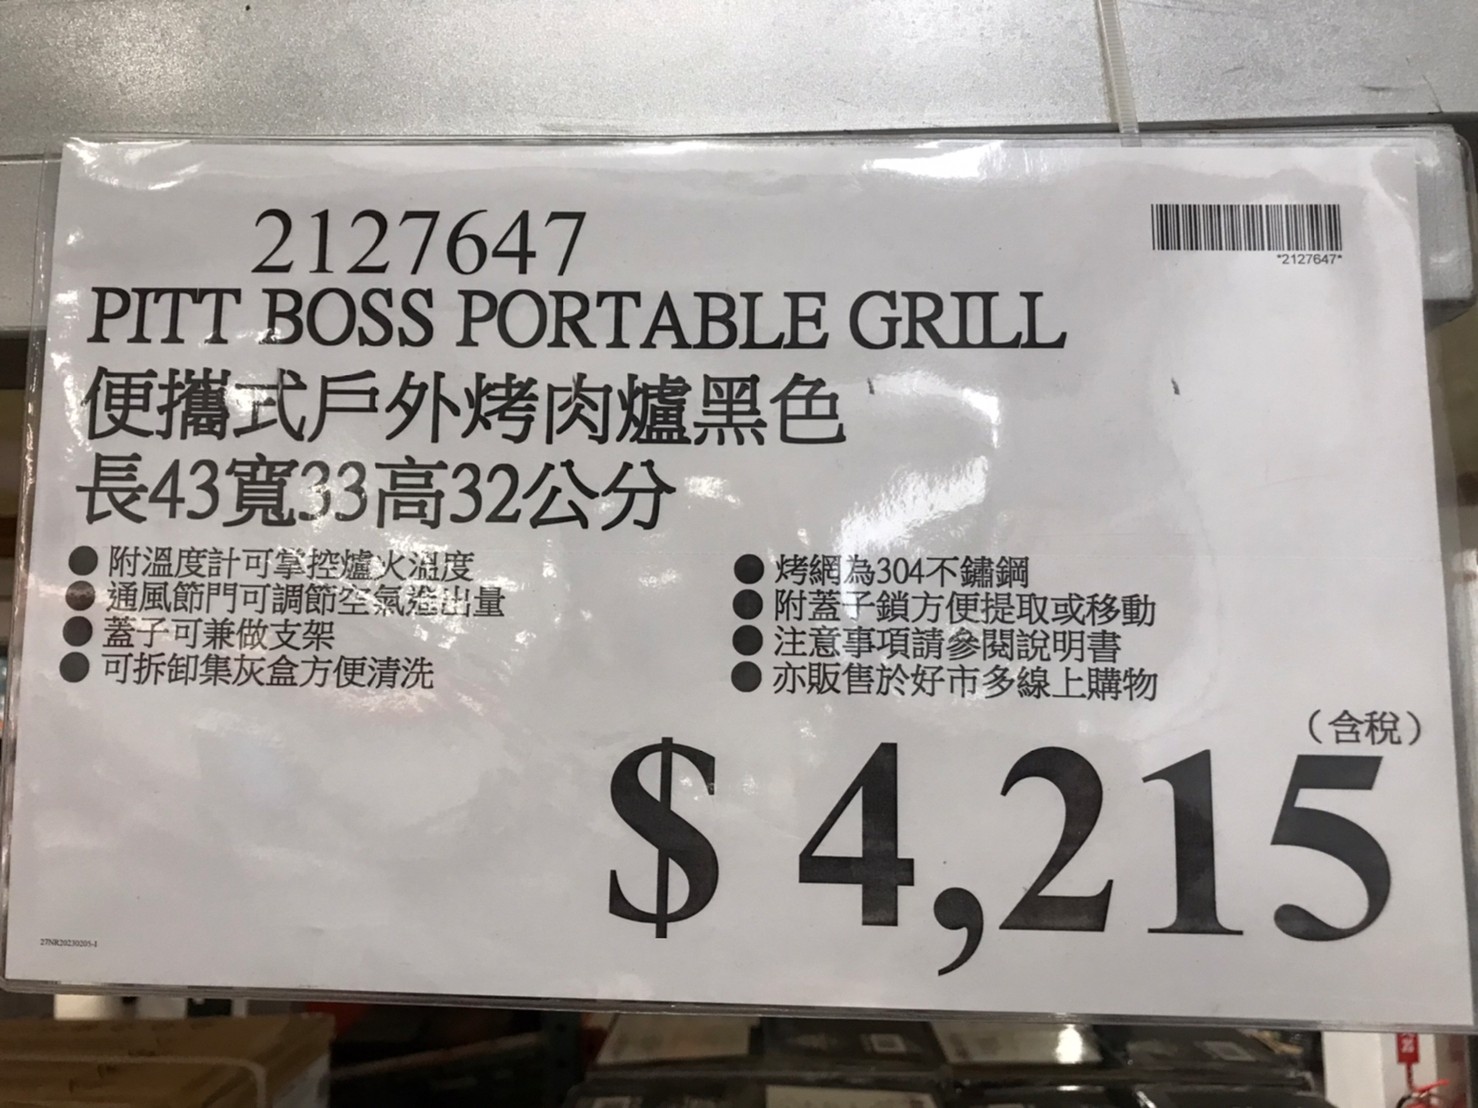 2127647
*2127647*
PITT BOSS PORTABLE GRILL
便攜式戶外烤肉爐黑色
長43寬33高32公分
● 附溫度計可掌控爐火溫度
● 通風節門可調節空氣進出量
● 蓋子可兼做支架
● 可拆卸集灰盒方便清洗
● 烤網為304不鏽鋼
● 附蓋子鎖方便提取或移動
● 注意事項請參閱說明書
● 亦販售於好市多線上購物
（含稅）
$ 4,215
27NR20230205-I